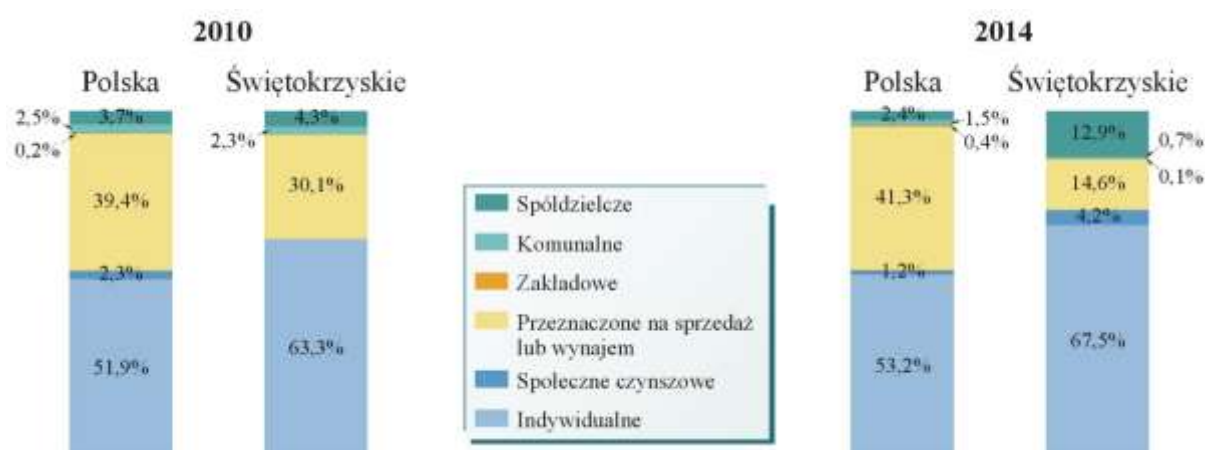 2010
Polska
Świętokrzyskie
2,5%
3,7%
0,2%
39,4%
2,3%
51,9%
4,3%
2,3%
30,1%
63,3%
Spółdzielcze
Komunalne
Zakładowe
Przeznaczone na sprzedaż
lub wynajem
Społeczne czynszowe
Indywidualne
2014
Polska
Świętokrzyskie
2,4%
1,5%
0,4%
41,3%
1,2%
53,2%
12,9%
0,7%
0,1%
14,6%
4,2%
67,5%